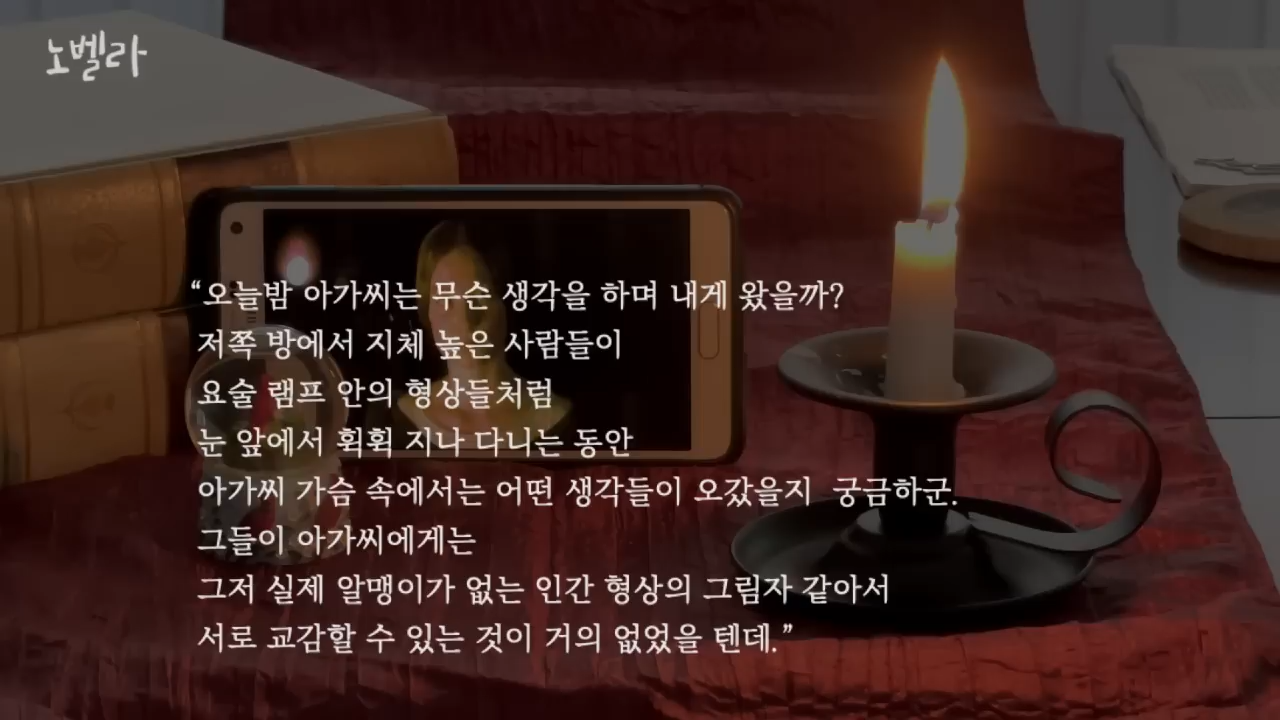 노벨라
“오늘밤 아가씨는 무슨 생각을 하며 내게 왔을까?
저쪽 방에서 지체 높은 사람들이
요술 램프 안의 형상들처럼
눈 앞에서 획획 지나 다니는 동안
아가씨 가슴 속에서는 어떤 생각들이 오갔을지 궁금하군.
그들이 아가씨에게는
그저 실제 알맹이가 없는 인간 형상의 그림자 같아서
서로 교감할 수 있는 것이 거의 없었을 텐데.”